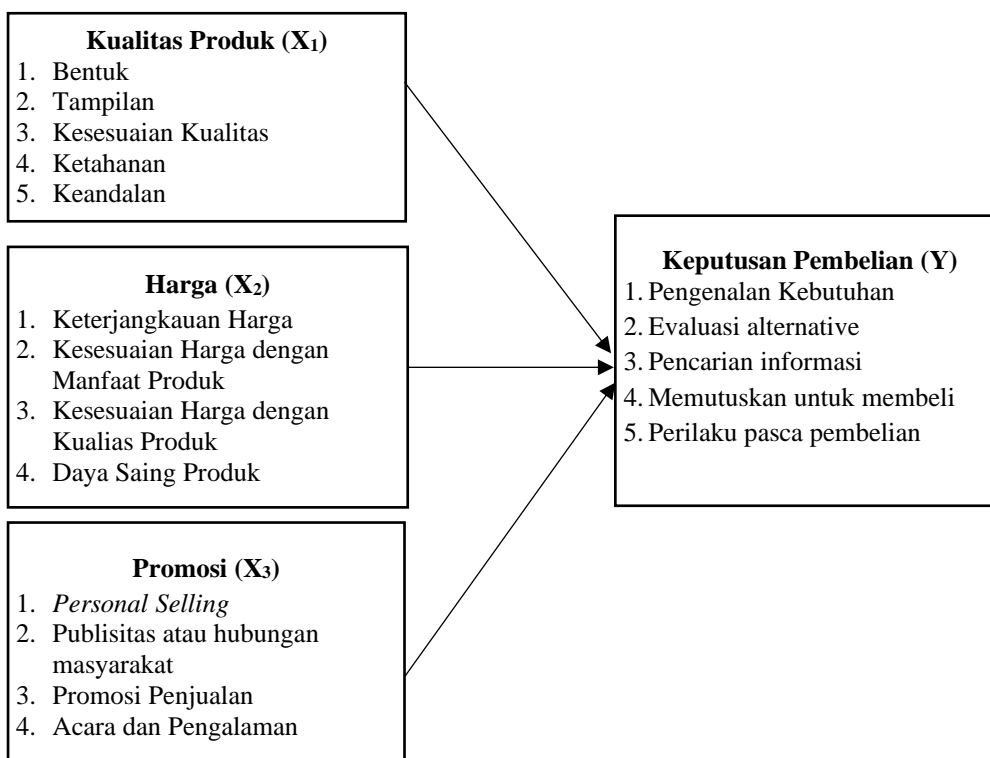 Kualitas Produk (X₁)
1. Bentuk
2. Tampilan
3. Kesesuaian Kualitas
4. Ketahanan
5. Keandalan
Harga (X₂)
1. Keterjangkauan Harga
2. Kesesuaian Harga dengan
Manfaat Produk
3. Kesesuaian Harga dengan
Kualias Produk
4. Daya Saing Produk
Promosi (X₃)
1. Personal Selling
2. Publisitas atau hubungan
masyarakat
3. Promosi Penjualan
4. Acara dan Pengalaman
Keputusan Pembelian (Y)
1. Pengenalan Kebutuhan
2. Evaluasi alternative
3. Pencarian informasi
4. Memutuskan untuk membeli
5. Perilaku pasca pembelian